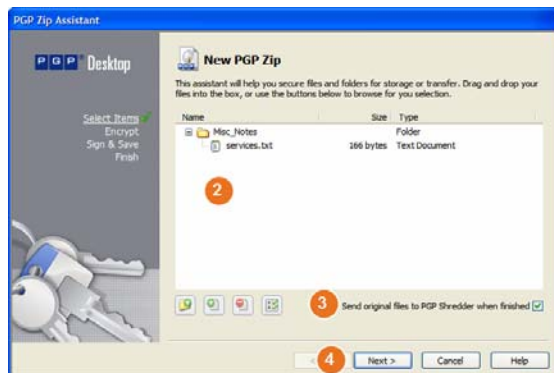 PGP Zip Assistant
PGP Desktop
New PGP Zip
This assistant will help you secure files and folders for storage or transfer. Drag and drop your
files into the box, or use the buttons below to browse for you selection.
Select Items
Encrypt
Sign & Save
Finish
Name Size Type
Misc_Notes Folder
services.txt 166 bytes Text Document
2
3 Send original files to PGP Shredder when finished
4 Next > Cancel Help